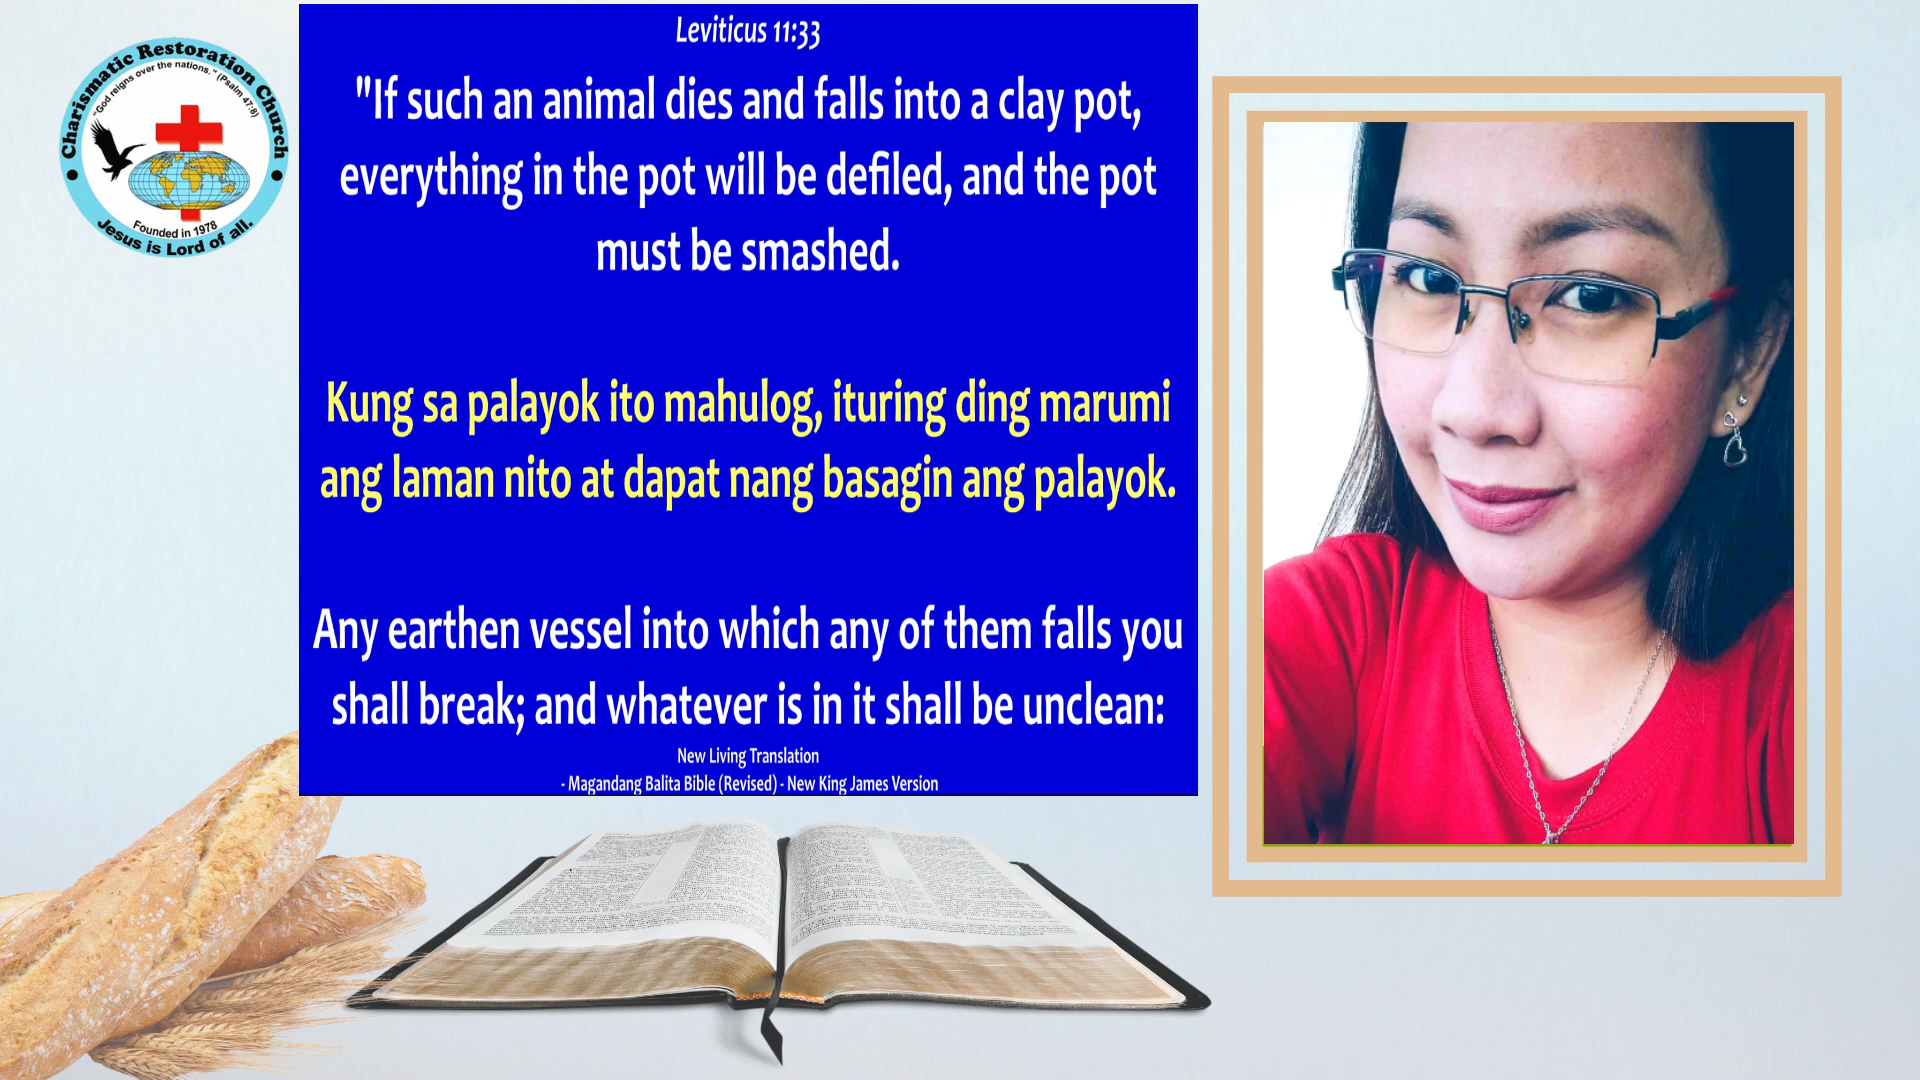 Charismatic Restoration Church
"God reigns over the nations." (Psalm 47:8)
Founded in 1978
Jesus is Lord of all.
Leviticus 11:33
"If such an animal dies and falls into a clay pot,
everything in the pot will be defiled, and the pot
must be smashed.
Kung sa palayok ito mahulog, ituring ding marumi
ang laman nito at dapat nang basagin ang palayok.
Any earthen vessel into which any of them falls you
shall break; and whatever is in it shall be unclean:
New Living Translation
- Magandang Balita Bible (Revised) - New King James Version